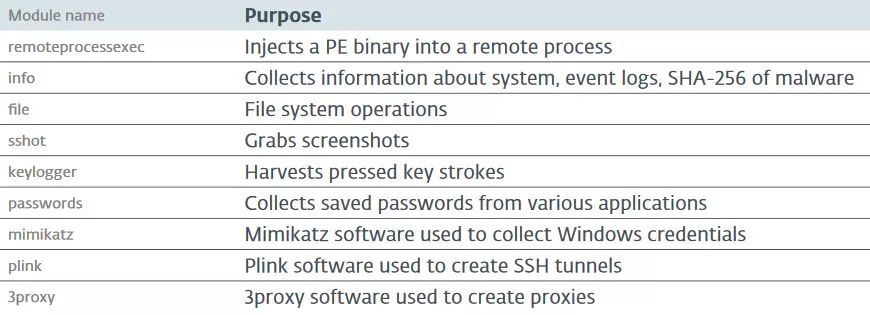 Module name Purpose
remoteprocessexec Injects a PE binary into a remote process
info Collects information about system, event logs, SHA-256 of malware
file File system operations
sshot Grabs screenshots
keylogger Harvests pressed key strokes
passwords Collects saved passwords from various applications
mimikatz Mimikatz software used to collect Windows credentials
plink Plink software used to create SSH tunnels
3proxy 3proxy software used to create proxies